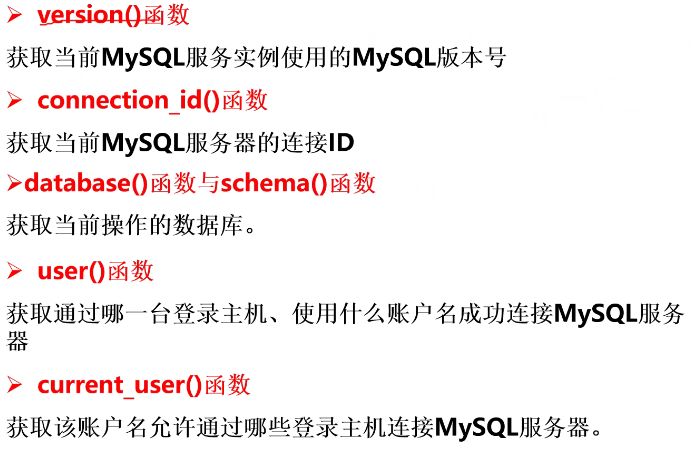 ➢ version()函数
获取当前MySQL服务实例使用的MySQL版本号
➢ connection_id()函数
获取当前MySQL服务器的连接ID
➢database()函数与schema()函数
获取当前操作的数据库。
➢ user()函数
获取通过哪一台登录主机、使用什么账户名成功连接MySQL服务
器
➢ current_user()函数
获取该账户名允许通过哪些登录主机连接MySQL服务器。